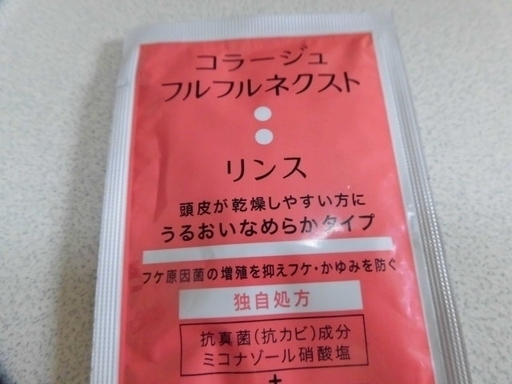 コラージュ
フルフルネクスト
リンス
頭皮が乾燥しやすい方に
うるおいなめらかタイプ
フケ原因菌の増殖を抑えフケ・かゆみを防ぐ
独自処方
抗真菌(抗カビ)成分
ミコナゾール硝酸塩
+